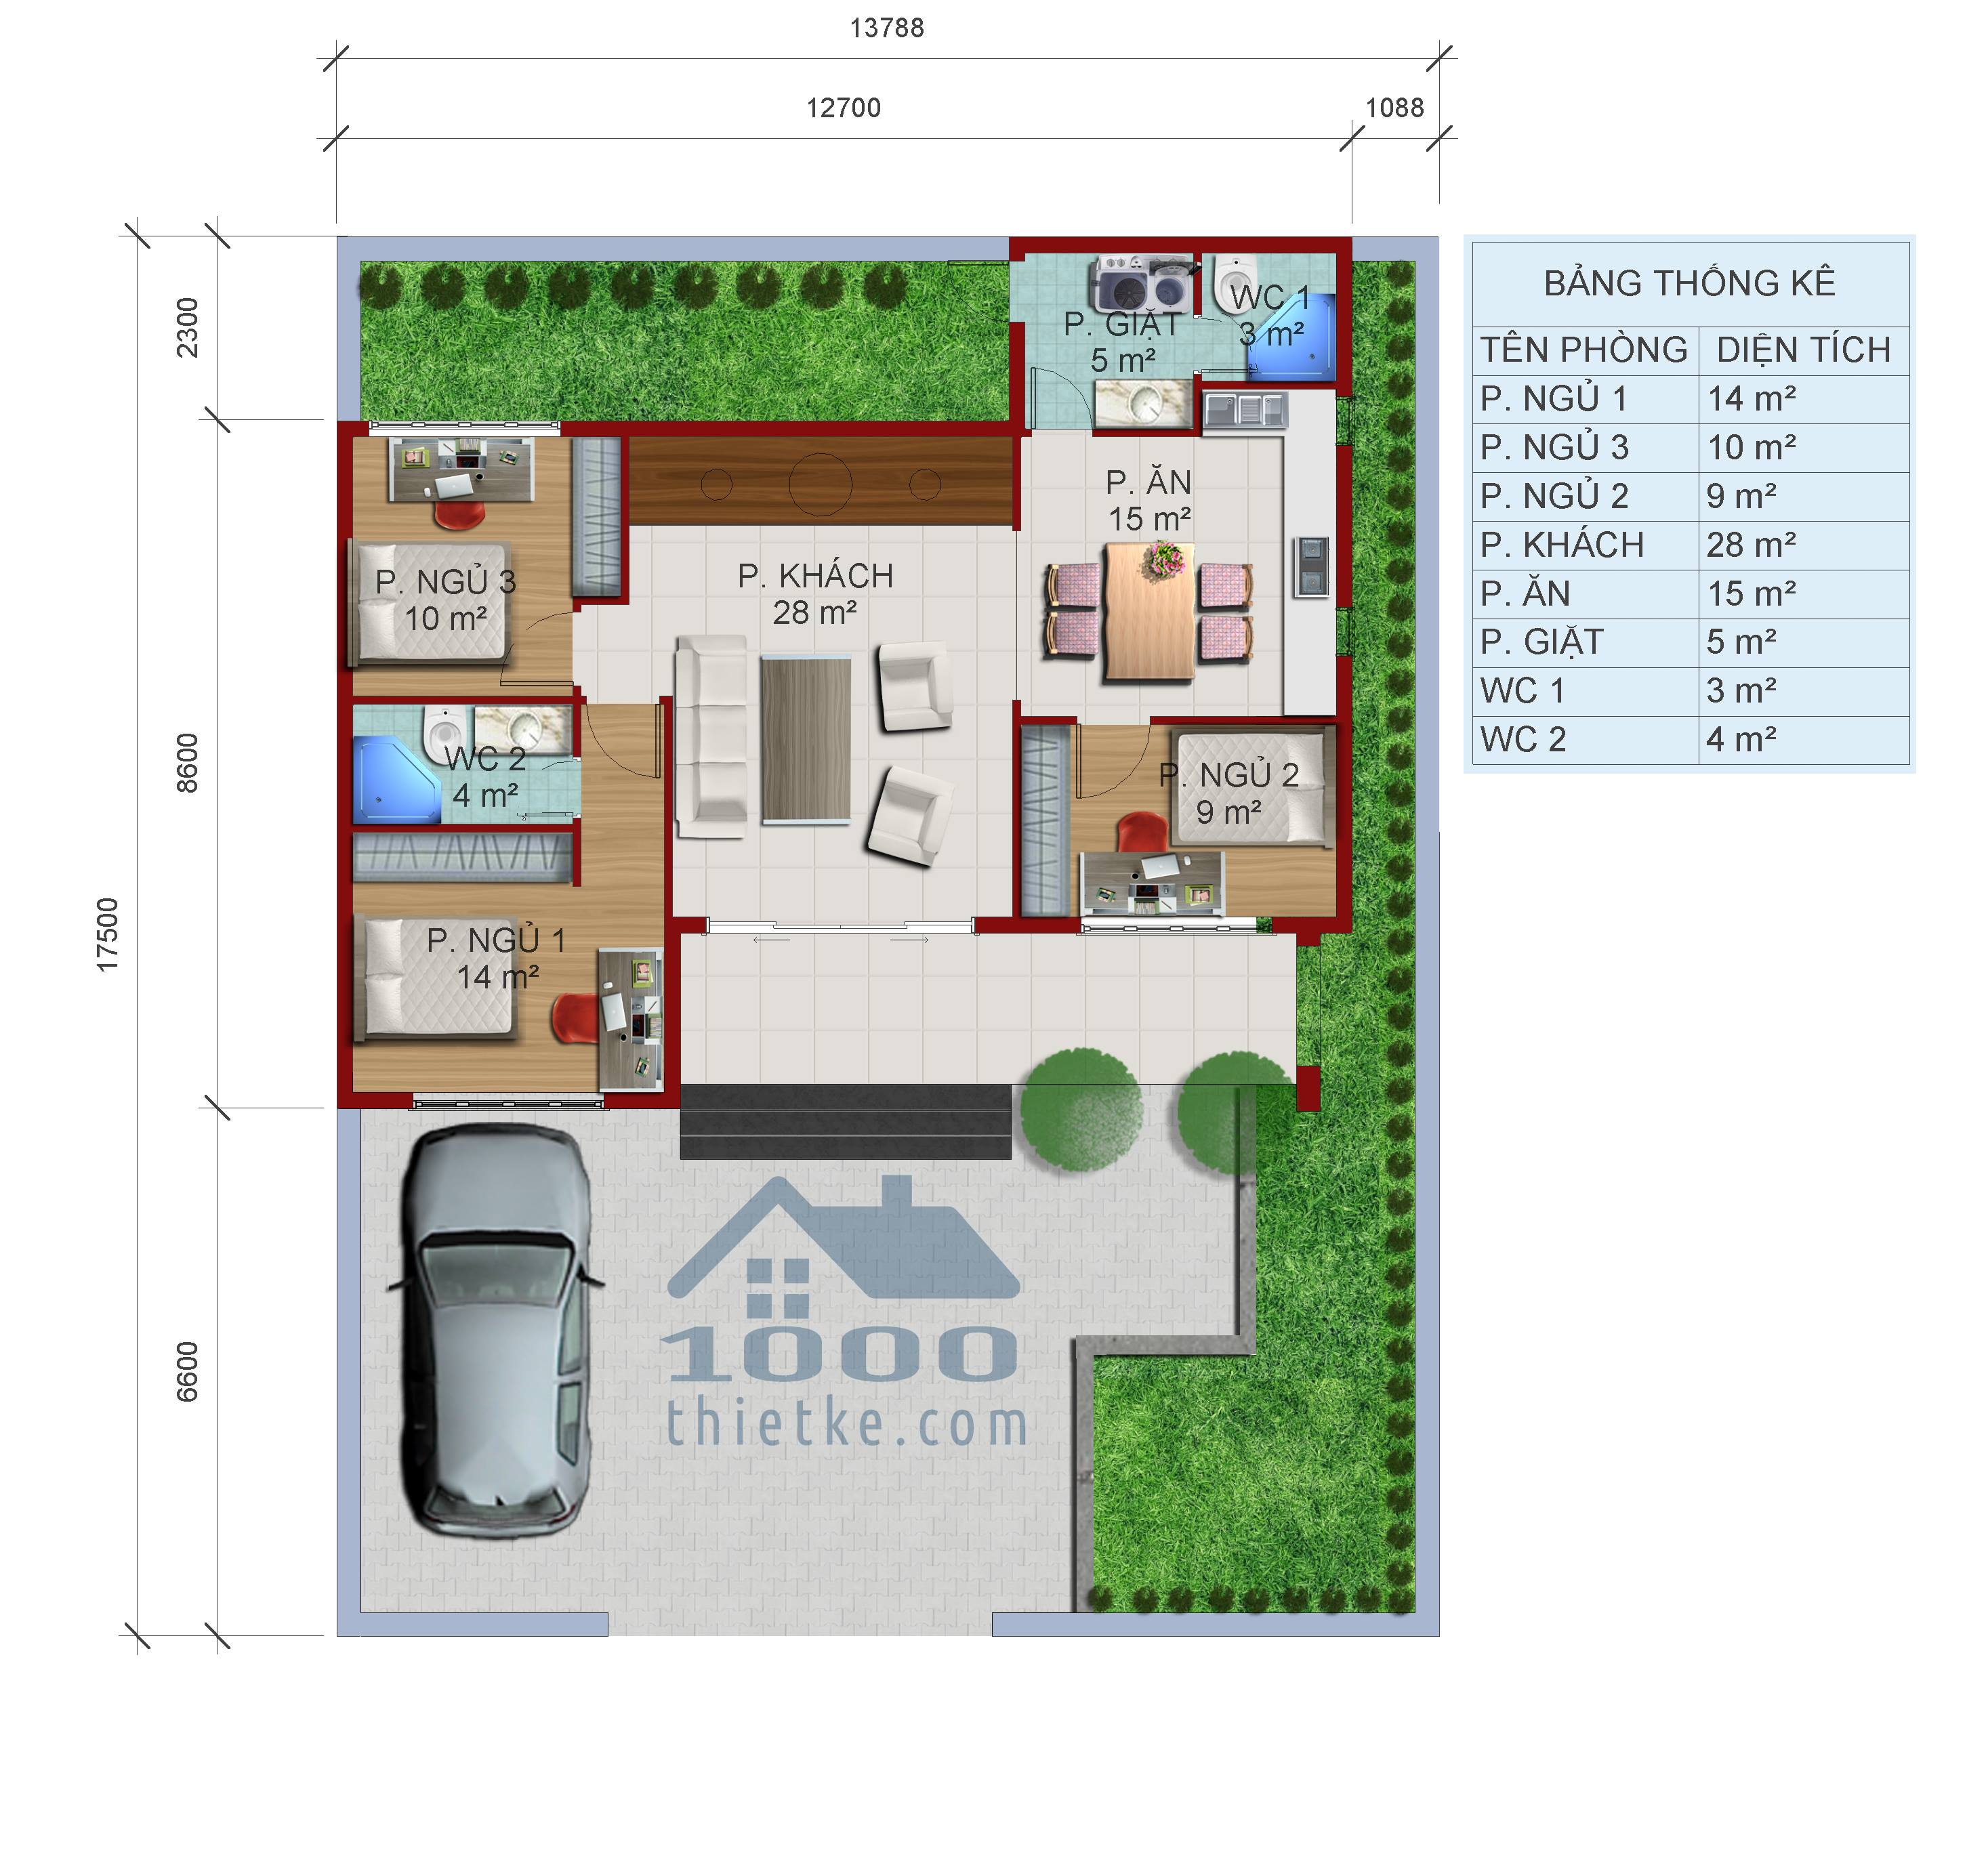 13788
12700
1088
2300
8600
17500
6600
P. GIẶT
5 m²
WC 1
3 m²
P. ĂN
15 m²
P. NGỦ 3
10 m²
P. KHÁCH
28 m²
WC 2
4 m²
P. NGỦ 2
9 m²
P. NGỦ 1
14 m²
1000
thietke.com
BẢNG THỐNG KÊ
TÊN PHÒNG DIỆN TÍCH
P. NGỦ 1 14 m²
P. NGỦ 3 10 m²
P. NGỦ 2 9 m²
P. KHÁCH 28 m²
P. ĂN 15 m²
P. GIẶT 5 m²
WC 1 3 m²
WC 2 4 m²